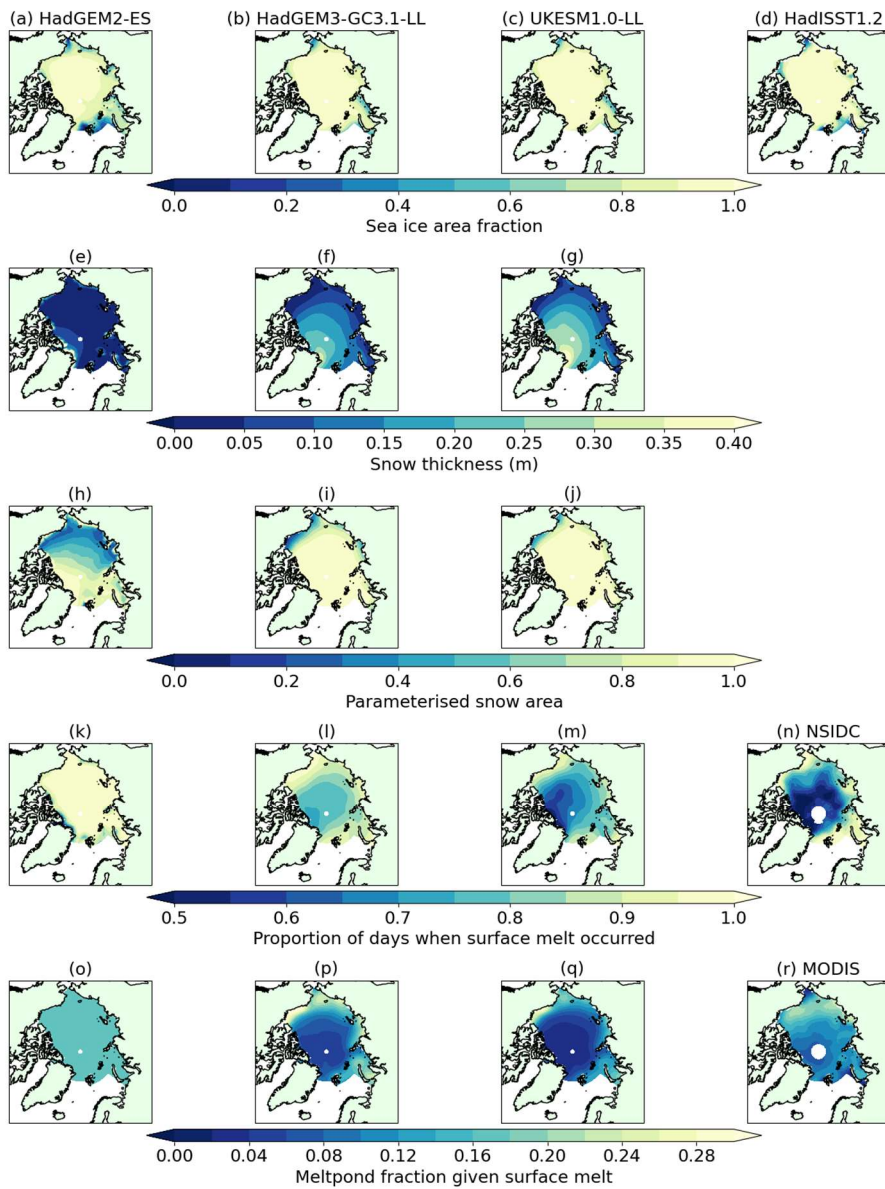 (a) HadGEM2-ES (b) HadGEM3-GC3.1-LL (c) UKESM1.0-LL (d) HadISST1.2
0.0 0.2 0.4 0.6 0.8 1.0
Sea ice area fraction
(e) (f) (g)
0.00 0.05 0.10 0.15 0.20 0.25 0.30 0.35 0.40
Snow thickness (m)
(h) (i) (j)
0.0 0.2 0.4 0.6 0.8 1.0
Parameterised snow area
(k) (l) (m) (n) NSIDC
0.5 0.6 0.7 0.8 0.9 1.0
Proportion of days when surface melt occurred
(o) (p) (q) (r) MODIS
0.00 0.04 0.08 0.12 0.16 0.20 0.24 0.28
Meltpond fraction given surface melt